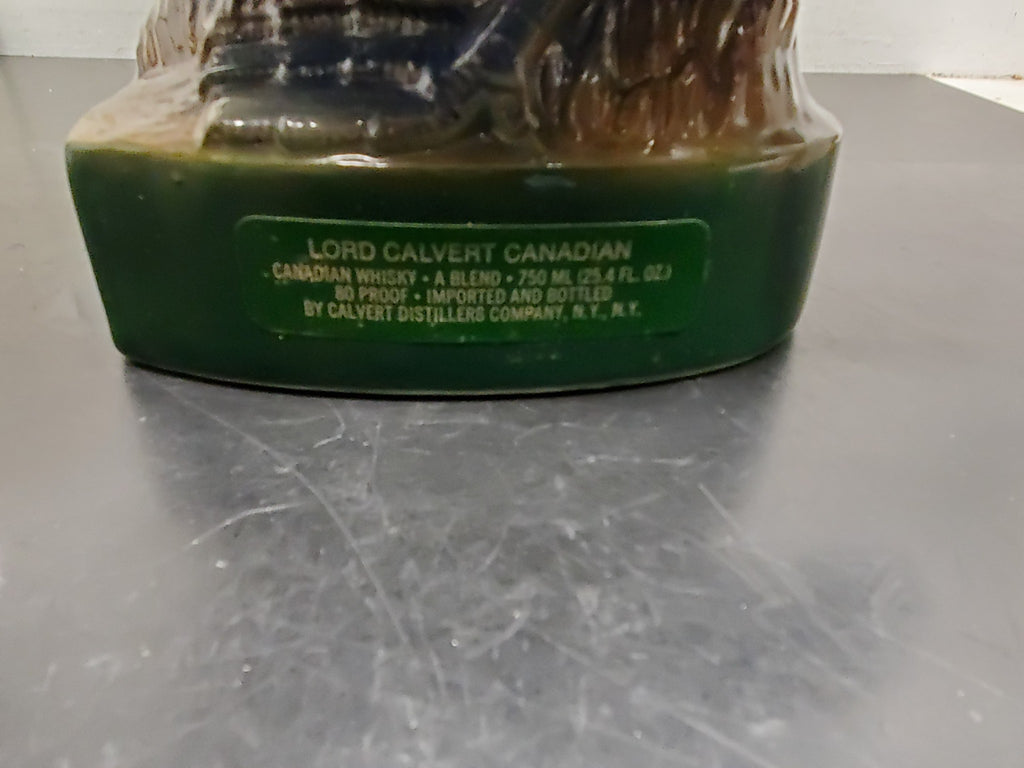 LORD CALVERT CANADIAN
CANADIAN WHISKY • A BLEND • 750 ML (25.4 FL. OZ.)
80 PROOF • IMPORTED AND BOTTLED
BY CALVERT DISTILLERS COMPANY, N.Y., N.Y.